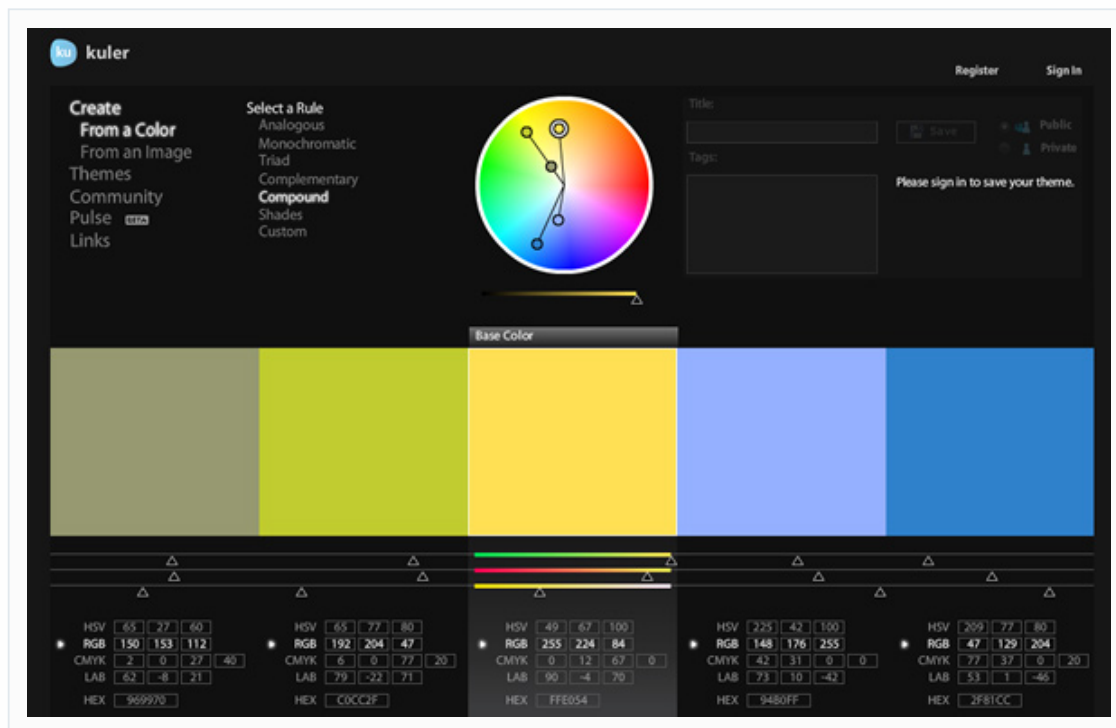 ku kuler
Register Sign In
Create
From a Color
From an Image
Themes
Community
Pulse BETA
Links
Select a Rule
Analogous
Monochromatic
Triad
Complementary
Compound
Shades
Custom
Title:
Save
Public
Private
Tags:
Please sign in to save your theme.
Base Color
HSV 65 27 60
RGB 150 153 112
CMYK 2 0 27 40
LAB 62 -8 21
HEX 969970
HSV 65 77 80
RGB 192 204 47
CMYK 6 0 77 20
LAB 79 -22 71
HEX C0CC2F
HSV 49 67 100
RGB 255 224 84
CMYK 0 12 67 0
LAB 90 -4 70
HEX FFE054
HSV 225 42 100
RGB 148 176 255
CMYK 42 31 0 0
LAB 73 10 -42
HEX 94B0FF
HSV 209 77 80
RGB 47 129 204
CMYK 77 37 0 20
LAB 53 1 -46
HEX 2F81CC